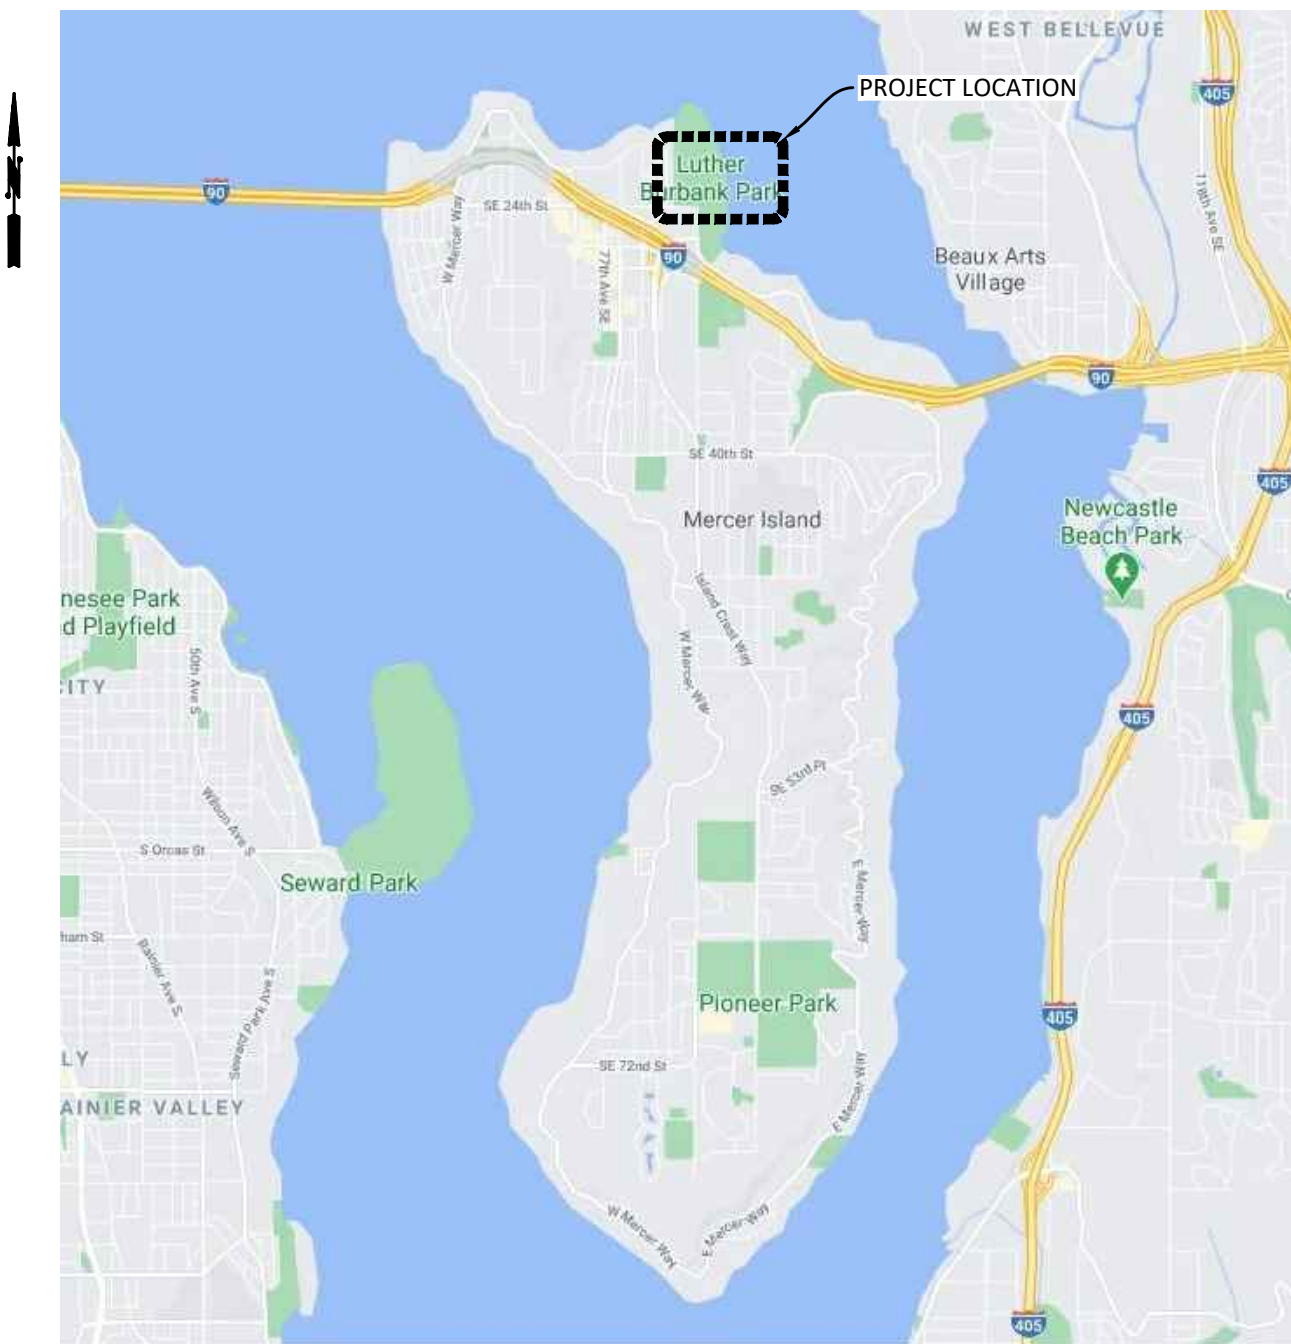 WEST BELLEVUE
405
PROJECT LOCATION
N
Luther
Burbank Park
90
SE 24th St
W Mercer Way
118th Ave SE
90
77th Ave SE
Beaux Arts
Village
90
SE 40th St
405
Mercer Island
Newcastle
Beach Park
nesee Park
d Playfield
Island Crest Way
W Mercer Way
50th Ave S
CITY
405
SE 53rd Pl
Wilson Ave S
S Orcas St
Seward Park
E Mercer Way
ham St
Rainier Ave S
Seward Park Ave S
Pioneer Park
405
LY
SE 72nd St
E Mercer Way
AINIER VALLEY
W Mercer Way
E Mercer Way
405